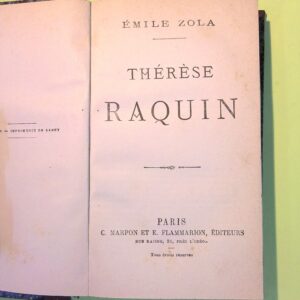 IMPRIMERIE DE LAGNY
ÉMILE ZOLA
THÉRÈSE
RAQUIN
PARIS
C. MARPON ET E. FLAMMARION, ÉDITEURS
RUE RACINE, 26, PRÈS L'ODÉON
Tous droits réservés